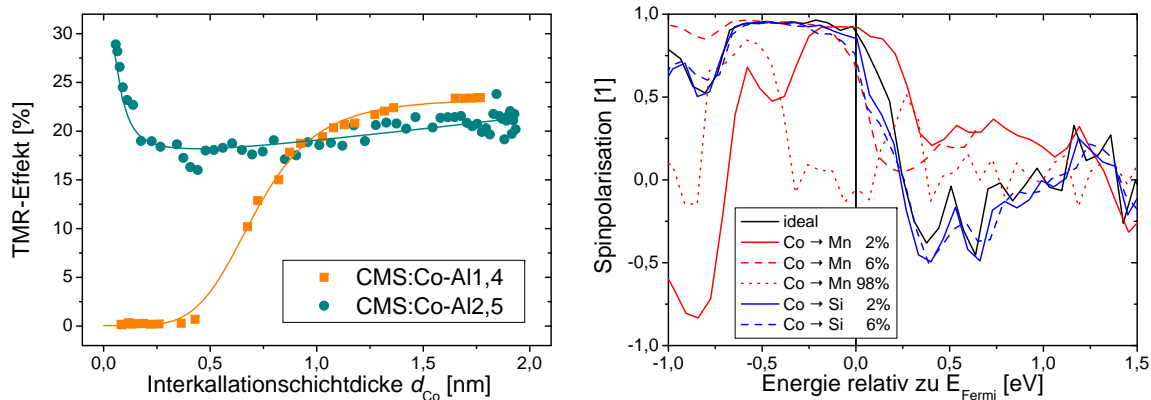 TMR-Effekt [%]
30
25
20
15
10
5
0
0,0
0,5
1,0
1,5
2,0
CMS:Co-Al1,4
CMS:Co-Al2,5
Interkallationschichtdicke d_Co [nm]
Spinpolarisation [1]
1,0
0,5
0,0
-0,5
-1,0
-1,0
-0,5
0,0
0,5
1,0
1,5
ideal
Co → Mn 2%
Co → Mn 6%
Co → Mn 98%
Co → Si 2%
Co → Si 6%
Energie relativ zu E_Fermi [eV]